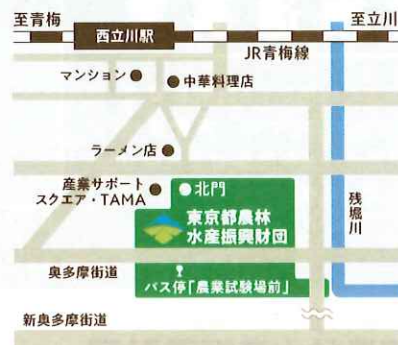 至青梅
至立川
西立川駅
JR青梅線
マンション
中華料理店
ラーメン店
産業サポート
スクエア・TAMA
北門
東京都農林
水産振興財団
残堀川
奥多摩街道
バス停「農業試験場前」
新奥多摩街道